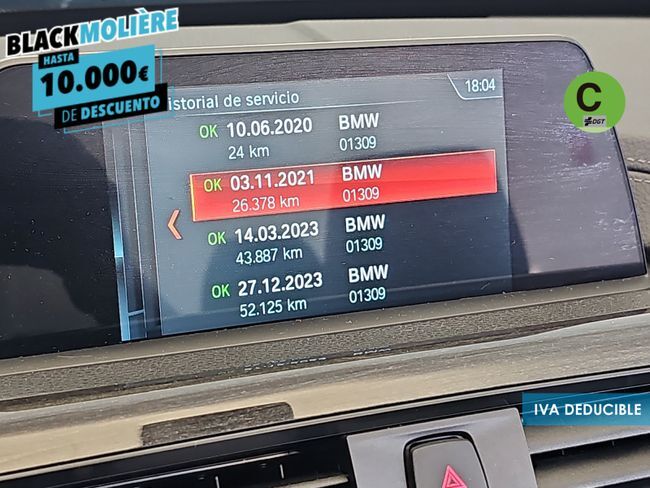 BLACKMOLIÈRE
HASTA
10.000€
DE DESCUENTO
istorial de servicio
18:04
OK 10.06.2020 BMW
24 km 01309
OK 03.11.2021 BMW
26.378 km 01309
OK 14.03.2023 BMW
43.887 km 01309
OK 27.12.2023 BMW
52.125 km 01309
C
DGT
IVA DEDUCIBLE